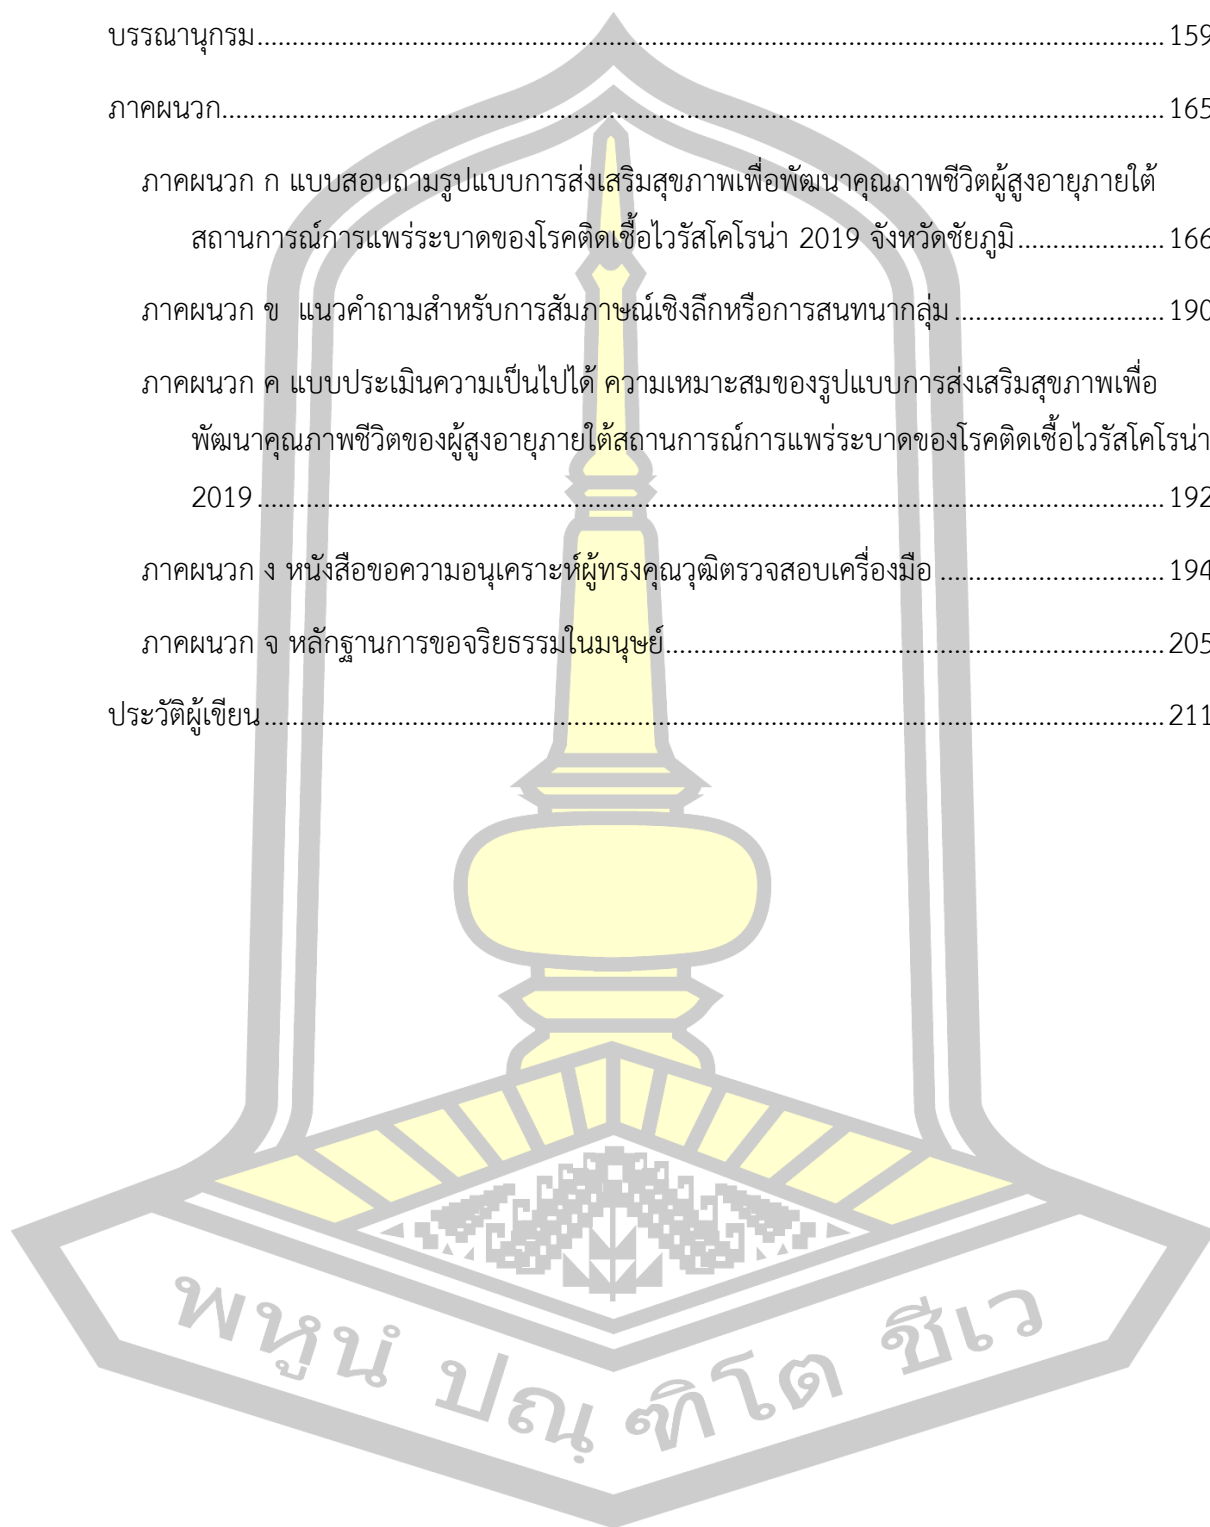 บรรณานุกรม.......................................................................................................................... 159
ภาคผนวก............................................................................................................................... 165
ภาคผนวก ก แบบสอบถามรูปแบบการส่งเสริมสุขภาพเพื่อพัฒนาคุณภาพชีวิตผู้สูงอายุภายใต้
สถานการณ์การแพร่ระบาดของโรคติดเชื้อไวรัสโคโรน่า 2019 จังหวัดชัยภูมิ..................... 166
ภาคผนวก ข แนวคำถามสำหรับการสัมภาษณ์เชิงลึกหรือการสนทนากลุ่ม .............................. 190
ภาคผนวก ค แบบประเมินความเป็นไปได้ ความเหมาะสมของรูปแบบการส่งเสริมสุขภาพเพื่อ
พัฒนาคุณภาพชีวิตของผู้สูงอายุภายใต้สถานการณ์การแพร่ระบาดของโรคติดเชื้อไวรัสโคโรน่า
2019 ............................................................................................................................. 192
ภาคผนวก ง หนังสือขอความอนุเคราะห์ผู้ทรงคุณวุฒิตรวจสอบเครื่องมือ ................................ 194
ภาคผนวก จ หลักฐานการขอจริยธรรมในมนุษย์...................................................................... 205
ประวัติผู้เขียน.......................................................................................................................... 211
พหูนํ ปณฺฑิโต ชีเว